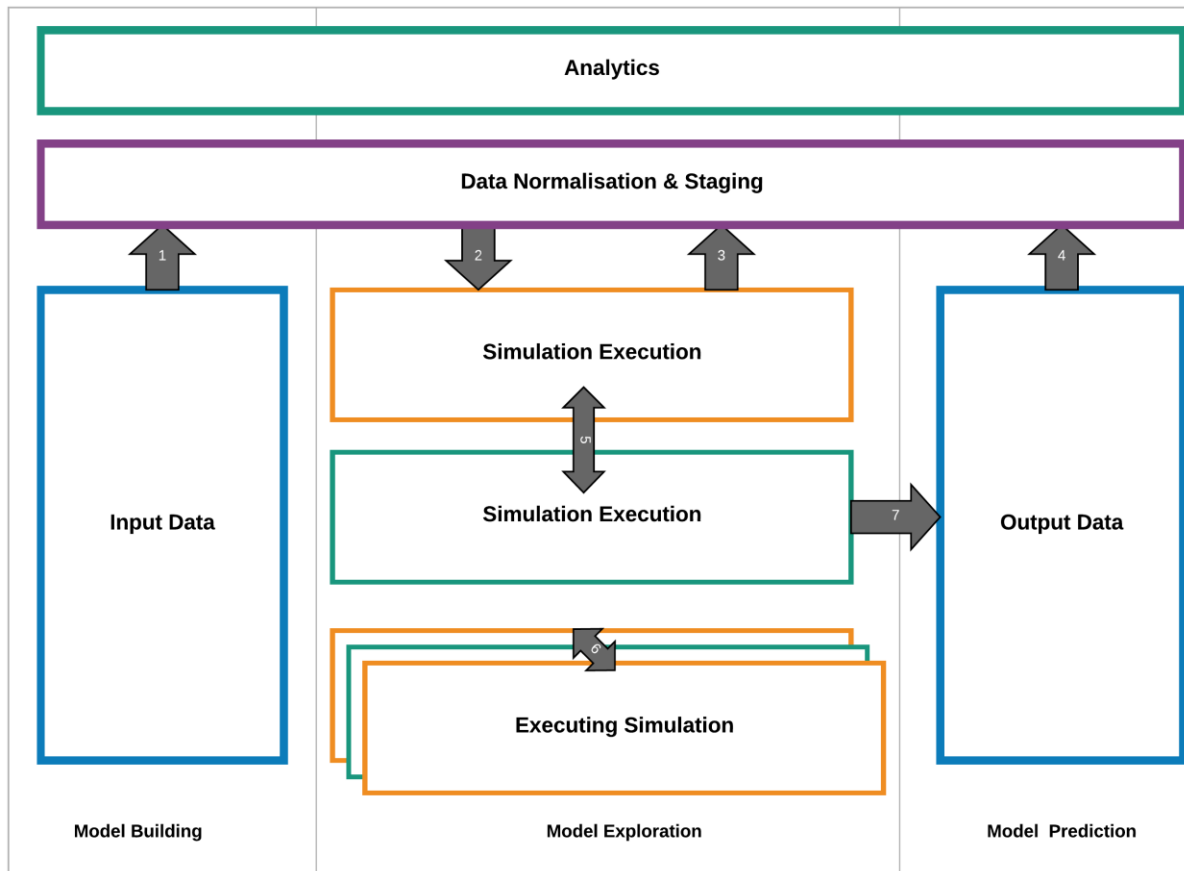 Analytics
Data Normalisation & Staging
1
2
3
4
Simulation Execution
5
Simulation Execution
7
Input Data
Output Data
6
Executing Simulation
Model Building
Model Exploration
Model  Prediction